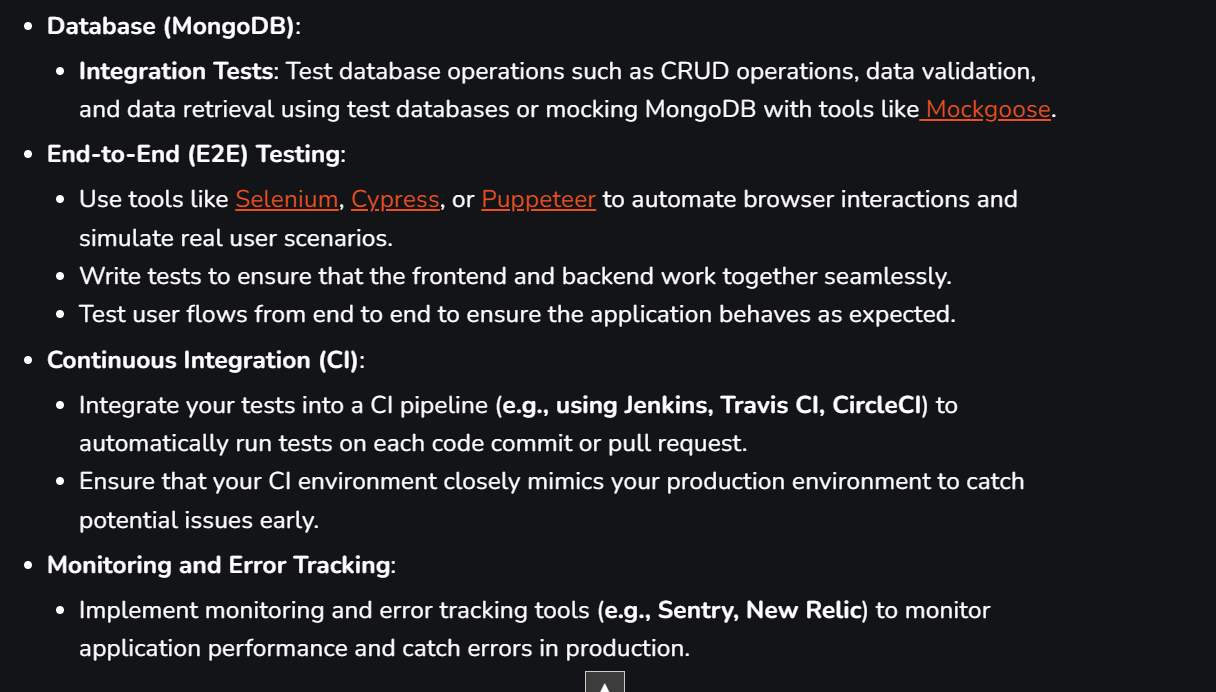 • Database (MongoDB):
• Integration Tests: Test database operations such as CRUD operations, data validation,
and data retrieval using test databases or mocking MongoDB with tools like Mockgoose.
• End-to-End (E2E) Testing:
• Use tools like Selenium, Cypress, or Puppeteer to automate browser interactions and
simulate real user scenarios.
• Write tests to ensure that the frontend and backend work together seamlessly.
• Test user flows from end to end to ensure the application behaves as expected.
• Continuous Integration (CI):
• Integrate your tests into a CI pipeline (e.g., using Jenkins, Travis CI, CircleCI) to
automatically run tests on each code commit or pull request.
• Ensure that your CI environment closely mimics your production environment to catch
potential issues early.
• Monitoring and Error Tracking:
• Implement monitoring and error tracking tools (e.g., Sentry, New Relic) to monitor
application performance and catch errors in production.